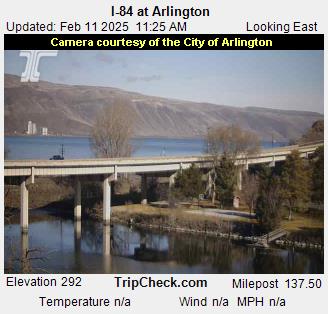 I-84 at Arlington
Updated: Feb 11 2025 11:25 AM Looking East
Camera courtesy of the City of Arlington
Elevation 292 TripCheck.com Milepost 137.50
Temperature n/a Wind n/a MPH n/a